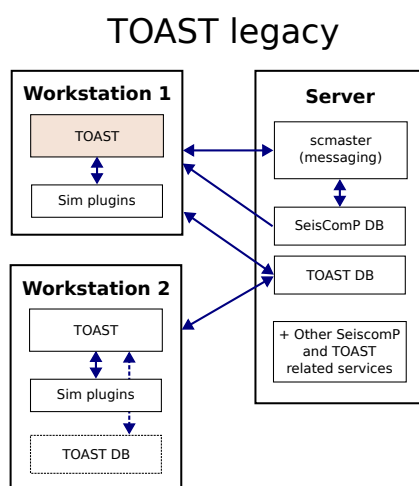 TOAST legacy
Workstation 1
TOAST
Sim plugins
Server
scmaster
(messaging)
SeisComP DB
TOAST DB
+ Other SeiscomP
and TOAST
related services
Workstation 2
TOAST
Sim plugins
TOAST DB